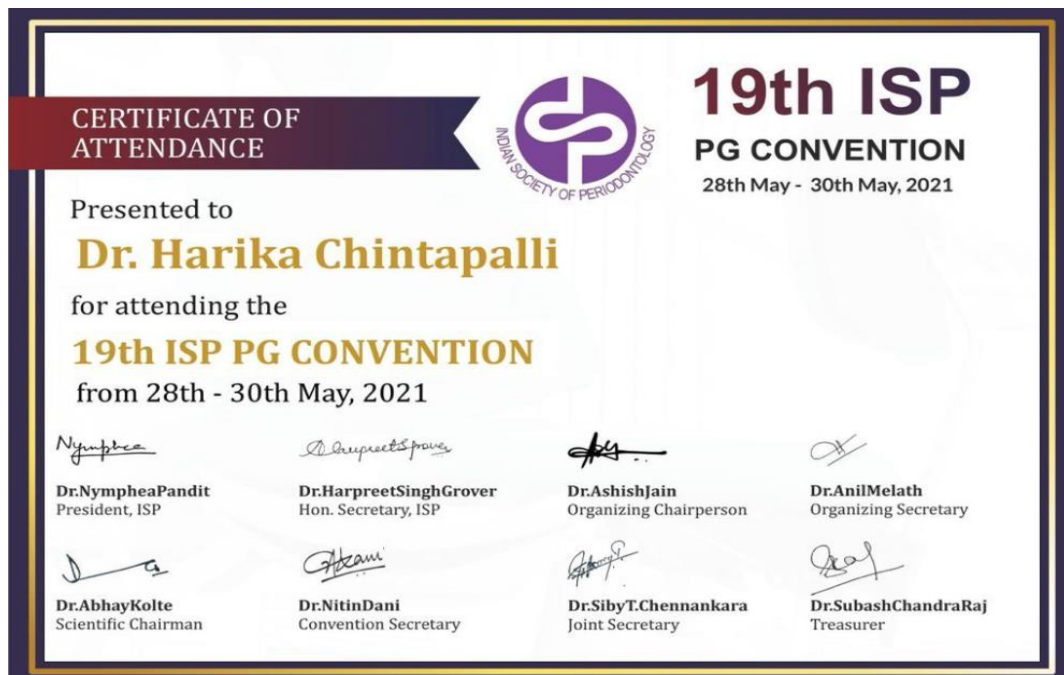 CERTIFICATE OF
ATTENDANCE
INDIAN SOCIETY OF PERIODONTOLOGY
19th ISP
PG CONVENTION
28th May - 30th May, 2021
Presented to
Dr. Harika Chintapalli
for attending the
19th ISP PG CONVENTION
from 28th - 30th May, 2021
Nymphea
Dr.NympheaPandit
President, ISP
Dr.HarpreetSinghGrover
Hon. Secretary, ISP
Dr.AshishJain
Organizing Chairperson
Dr.AnilMelath
Organizing Secretary
Dr.AbhayKolte
Scientific Chairman
Dr.NitinDani
Convention Secretary
Dr.SibyT.Chennankara
Joint Secretary
Dr.SubashChandraRaj
Treasurer